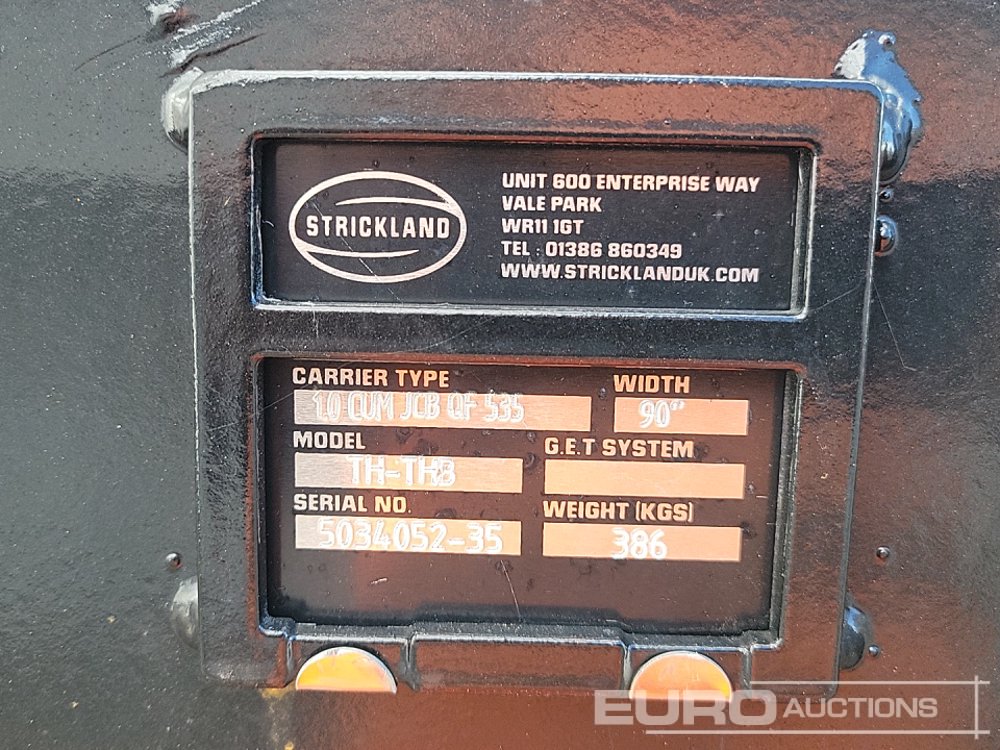 STRICKLAND
UNIT 600 ENTERPRISE WAY
VALE PARK
WR11 1GT
TEL : 01386 860349
WWW.STRICKLANDUK.COM
CARRIER TYPE WIDTH
1.0 CUM JCB QF 535 90"
MODEL G.E.T SYSTEM
TH-THB
SERIAL NO. WEIGHT (KGS)
5034052-35 386
EURO AUCTIONS